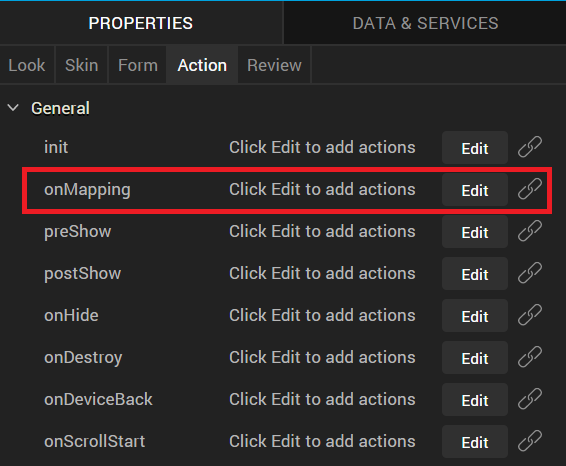 PROPERTIES DATA & SERVICES
Look Skin Form Action Review
General
init Click Edit to add actions Edit
onMapping Click Edit to add actions Edit
preShow Click Edit to add actions Edit
postShow Click Edit to add actions Edit
onHide Click Edit to add actions Edit
onDestroy Click Edit to add actions Edit
onDeviceBack Click Edit to add actions Edit
onScrollStart Click Edit to add actions Edit